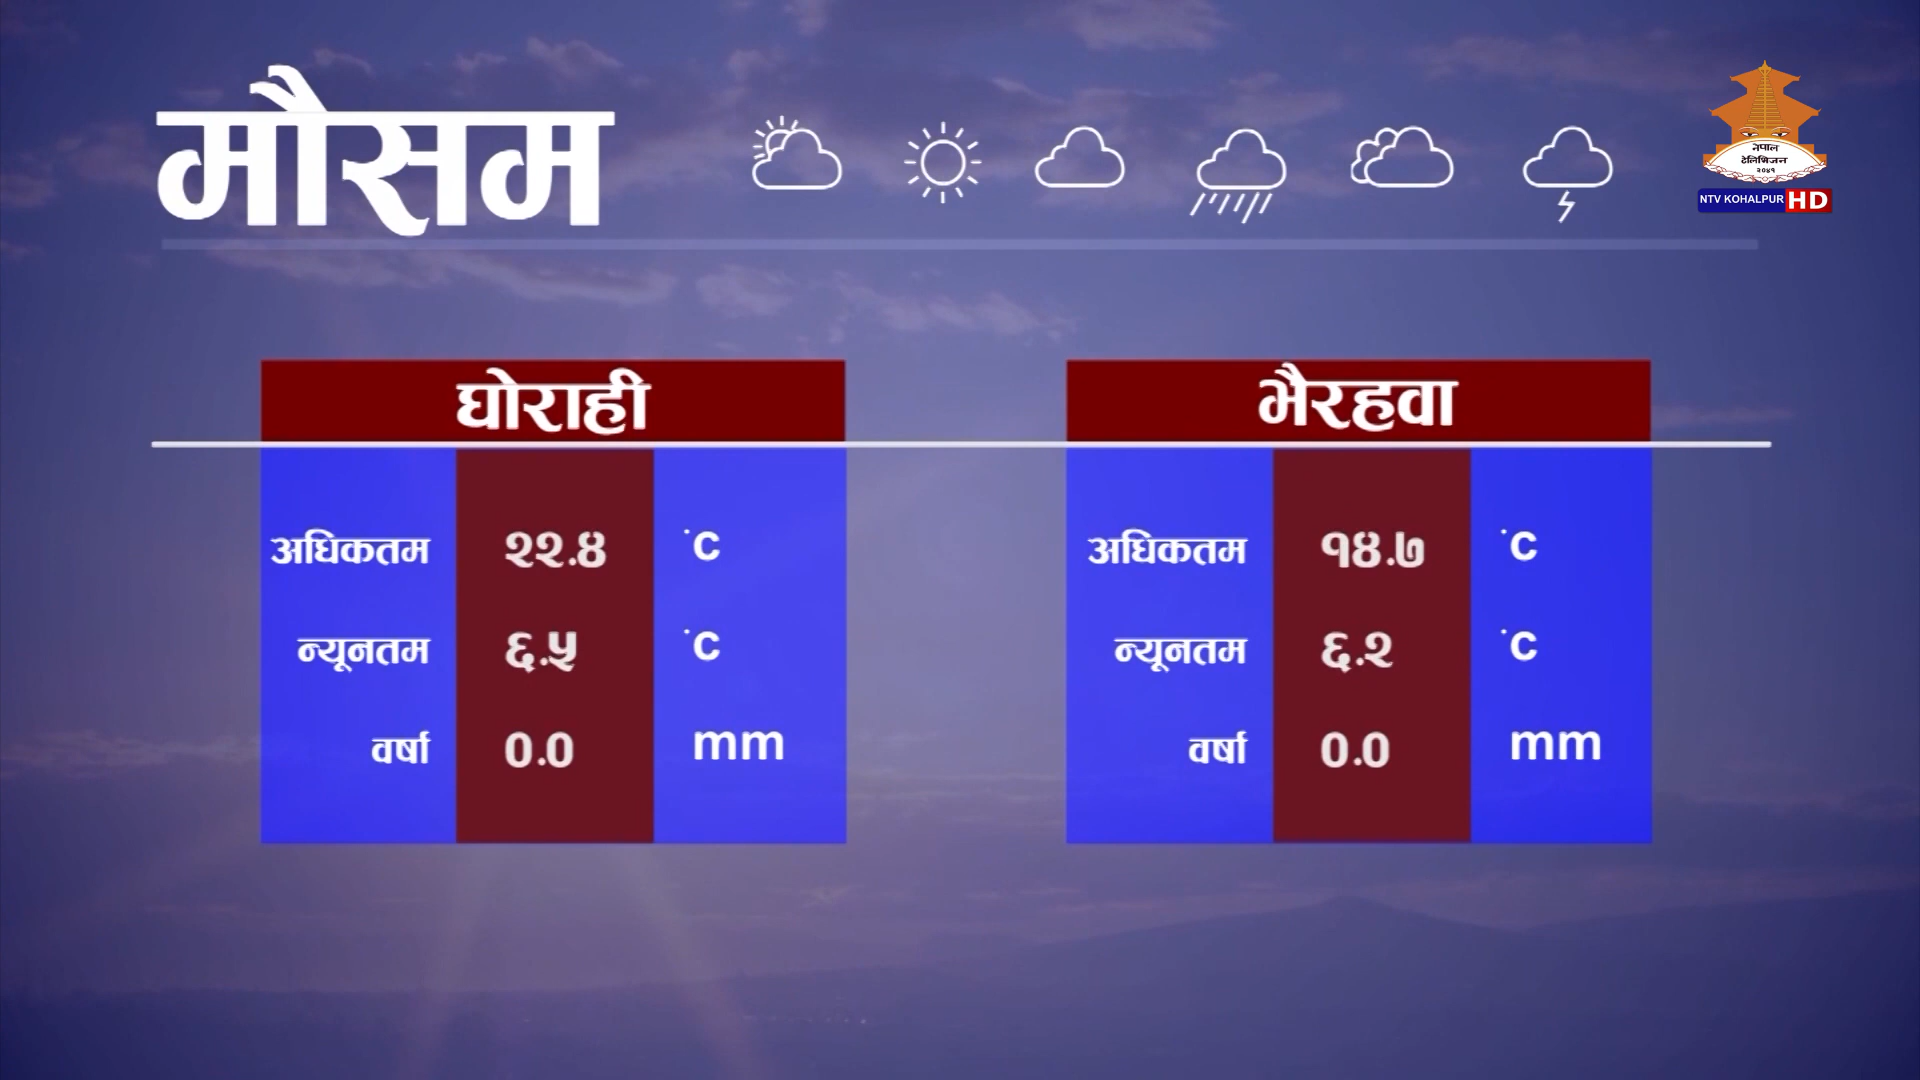 मौसम
नेपाल
टेलिभिजन
२०४१
NTV KOHALPUR HD
घोराही
अधिकतम २२.४ °C
न्यूनतम ६.५ °C
वर्षा 0.0 mm
भैरहवा
अधिकतम १४.७ °C
न्यूनतम ६.२ °C
वर्षा 0.0 mm